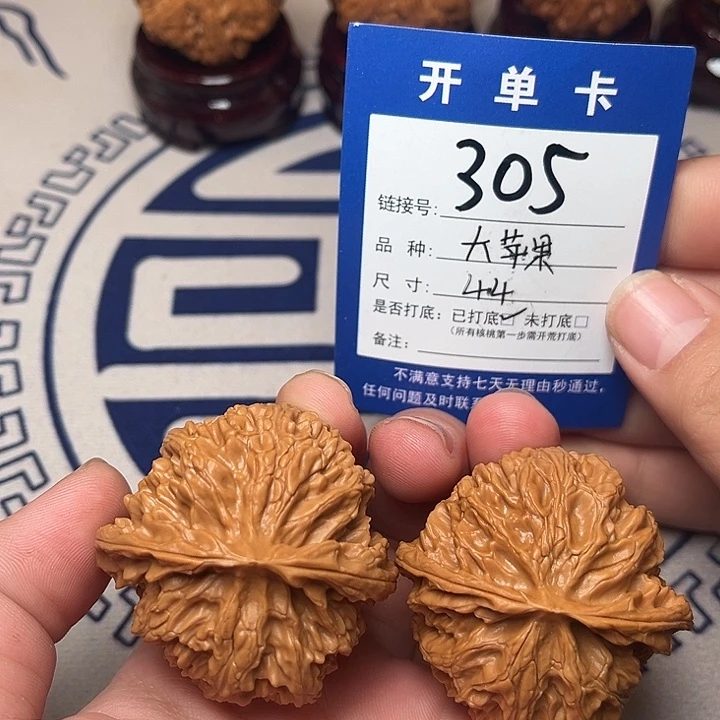 开单卡
链接号: 305
品 种: 大苹果
尺 寸: 44
是否打底: 已打底☑ 未打底□
(所有核桃第一步需开荒打底)
备注:
不满意支持七天无理由秒通过,
任何问题及时联系